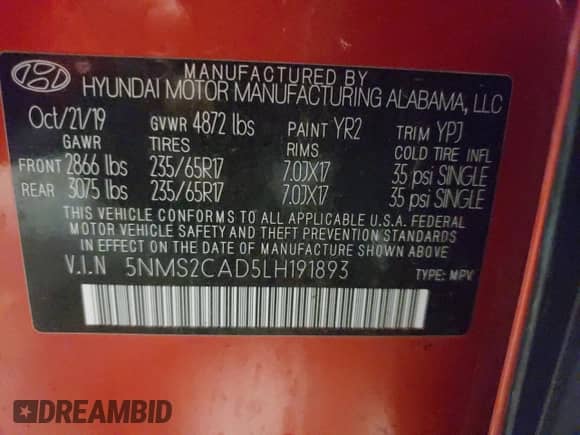 MANUFACTURED BY
HYUNDAI MOTOR MANUFACTURING ALABAMA, LLC
Oct/21/19 GVWR 4872 lbs PAINT YR2 TRIM YPJ
GAWR TIRES RIMS COLD TIRE INFL
FRONT 2866 lbs 235/65R17 7.0JX17 35 psi SINGLE
REAR 3075 lbs 235/65R17 7.0JX17 35 psi SINGLE
THIS VEHICLE CONFORMS TO ALL APPLICABLE U.S.A. FEDERAL
MOTOR VEHICLE SAFETY AND THEFT PREVENTION STANDARDS
IN EFFECT ON THE DATE OF MANUFACTURE SHOWN ABOVE
V.I.N 5NMS2CAD5LH191893 TYPE: MPV
DREAMBID